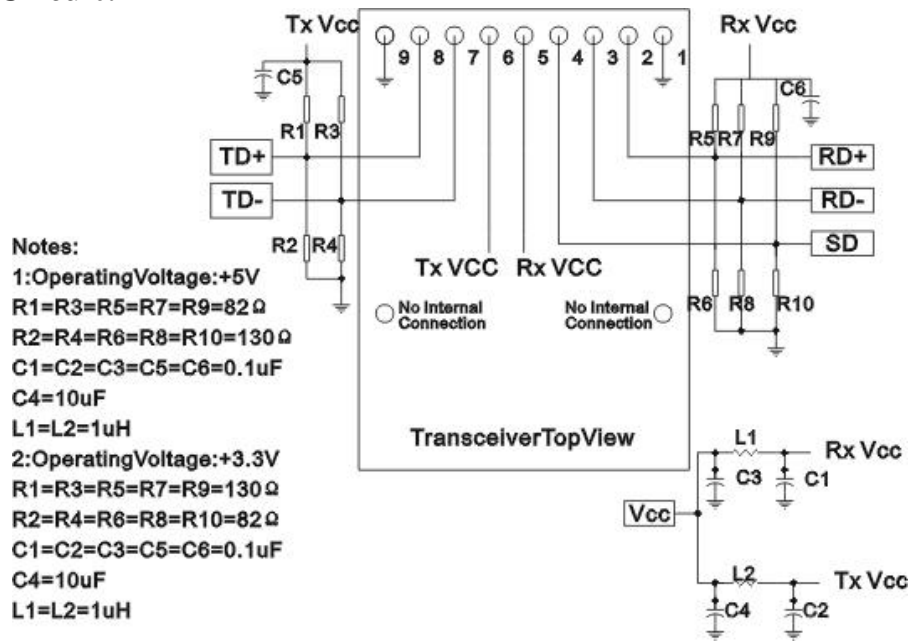 Tx Vcc
Rx Vcc
9 8 7 6 5 4 3 2 1
C5
C6
R1 R3
R5 R7 R9
TD+
RD+
TD-
RD-
SD
R2 R4
Tx VCC Rx VCC
R6 R8 R10
No Internal
Connection
No Internal
Connection
TransceiverTopView
Notes:
1:OperatingVoltage:+5V
R1=R3=R5=R7=R9=82Ω
R2=R4=R6=R8=R10=130Ω
C1=C2=C3=C5=C6=0.1uF
C4=10uF
L1=L2=1uH
2:OperatingVoltage:+3.3V
R1=R3=R5=R7=R9=130Ω
R2=R4=R6=R8=R10=82Ω
C1=C2=C3=C5=C6=0.1uF
C4=10uF
L1=L2=1uH
L1
Rx Vcc
C3 C1
Vcc
L2
Tx Vcc
C4 C2